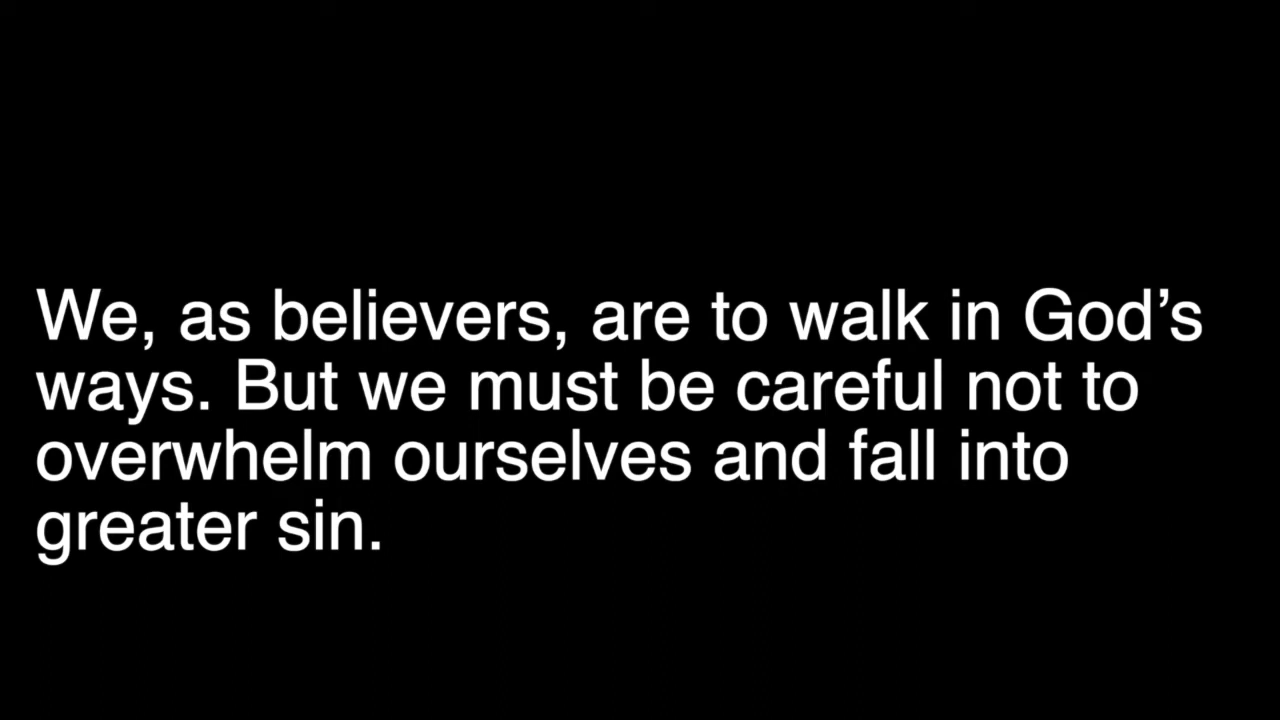 We, as believers, are to walk in God’s
ways. But we must be careful not to
overwhelm ourselves and fall into
greater sin.